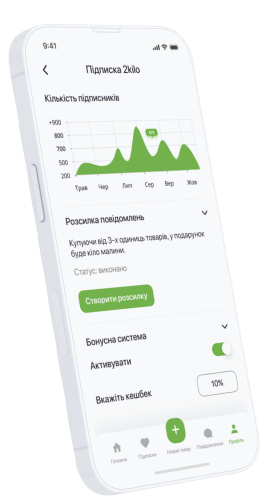 9:41
Підписка 2kilo
Кількість підписників
+900
800
700
500
200
Трав Чер Лип Сер Вер Жов
Розсилка повідомлень
Купуючи від 3-х одиниць товарів, у подарунок
буде кіло малини.
Статус: виконано
Створити розсилку
Бонусна система
Активувати
Вкажіть кешбек
10%
Головна Підписки Новий товар Повідомлення Профіль